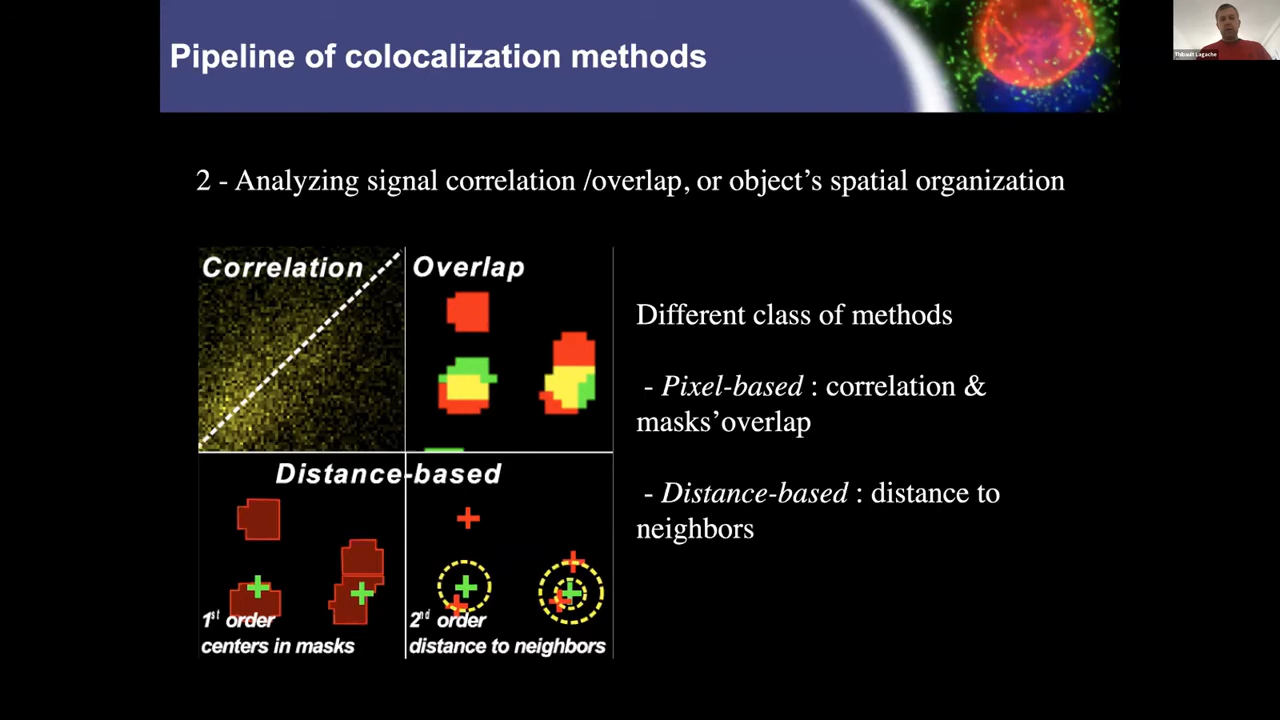 Pipeline of colocalization methods
Thibault Lagache
2 - Analyzing signal correlation /overlap, or object's spatial organization
Correlation
Overlap
Distance-based
1st order
centers in masks
2nd order
distance to neighbors
Different class of methods
- Pixel-based : correlation &
masks'overlap
- Distance-based : distance to
neighbors